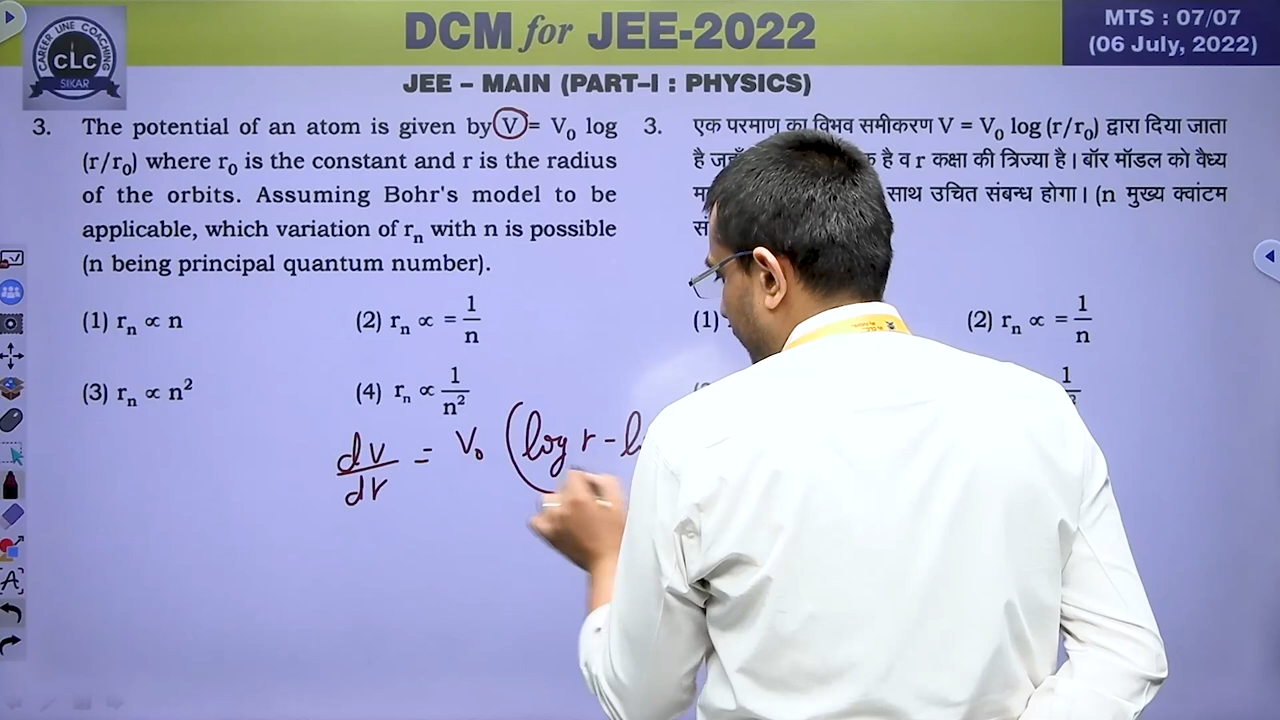 DCM for JEE-2022
MTS : 07/07
(06 July, 2022)
CAREER LINE COACHING
CLC
SIKAR
JEE – MAIN (PART–I : PHYSICS)
3. The potential of an atom is given by V = V₀ log
(r/r₀) where r₀ is the constant and r is the radius
of the orbits. Assuming Bohr's model to be
applicable, which variation of rₙ with n is possible
(n being principal quantum number).
(1) rₙ ∝ n
(2) rₙ ∝ = 1/n
(3) rₙ ∝ n²
(4) rₙ ∝ 1/n²
3. एक परमाणु का विभव समीकरण V = V₀ log (r/r₀) द्वारा दिया जाता
है व r कक्षा की त्रिज्या है। बॉर मॉडल को वैध्य
साथ उचित संबन्ध होगा। (n मुख्य क्वांटम
(1)
(2) rₙ ∝ = 1/n
dv/dr = V₀ (log r -